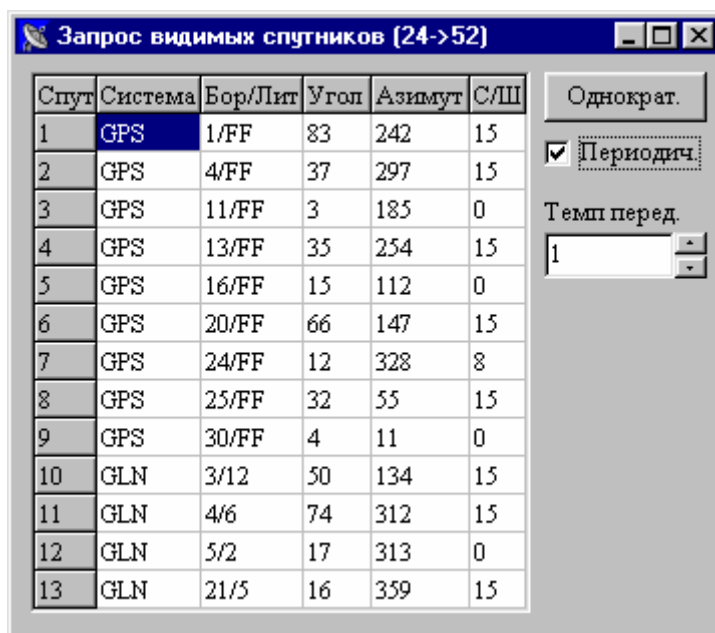 Запрос видимых спутников (24->52)
Спут Система Бор/Лит Угол Азимут С/Ш
1 GPS 1/FF 83 242 15
2 GPS 4/FF 37 297 15
3 GPS 11/FF 3 185 0
4 GPS 13/FF 35 254 15
5 GPS 16/FF 15 112 0
6 GPS 20/FF 66 147 15
7 GPS 24/FF 12 328 8
8 GPS 25/FF 32 55 15
9 GPS 30/FF 4 11 0
10 GLN 3/12 50 134 15
11 GLN 4/6 74 312 15
12 GLN 5/2 17 313 0
13 GLN 21/5 16 359 15
Однократ.
Периодич.
Темп перед.
1